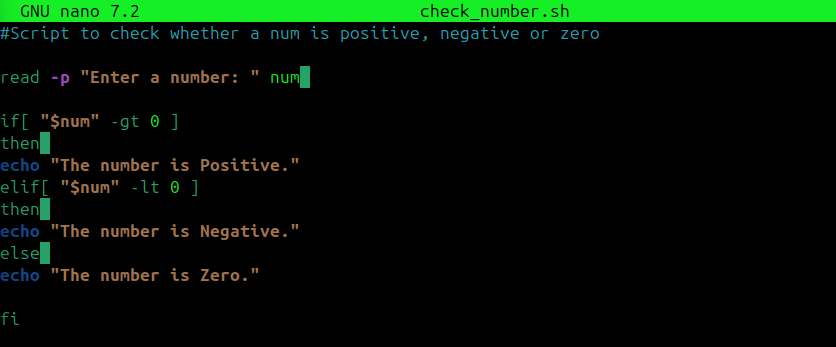 GNU nano 7.2 check_number.sh
#Script to check whether a num is positive, negative or zero
read -p "Enter a number: " num
if[ "$num" -gt 0 ]
then
echo "The number is Positive."
elif[ "$num" -lt 0 ]
then
echo "The number is Negative."
else
echo "The number is Zero."
fi